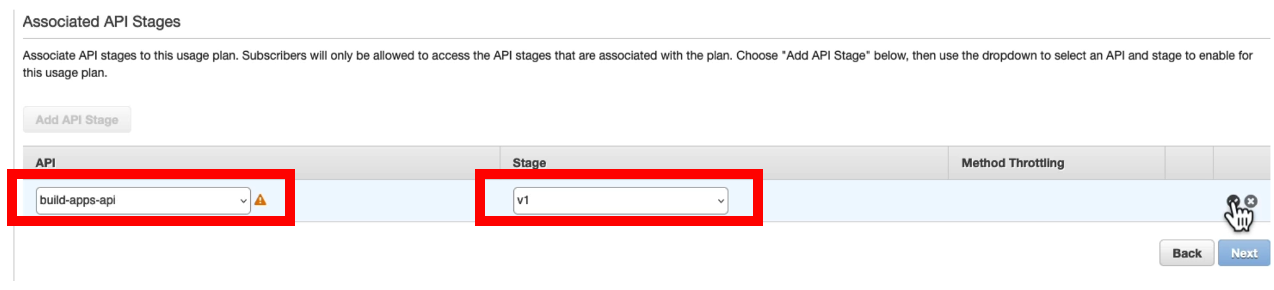 Associated API Stages
Associate API stages to this usage plan. Subscribers will only be allowed to access the API stages that are associated with the plan. Choose "Add API Stage" below, then use the dropdown to select an API and stage to enable for
this usage plan.
Add API Stage
API Stage Method Throttling
build-apps-api v1
Back Next